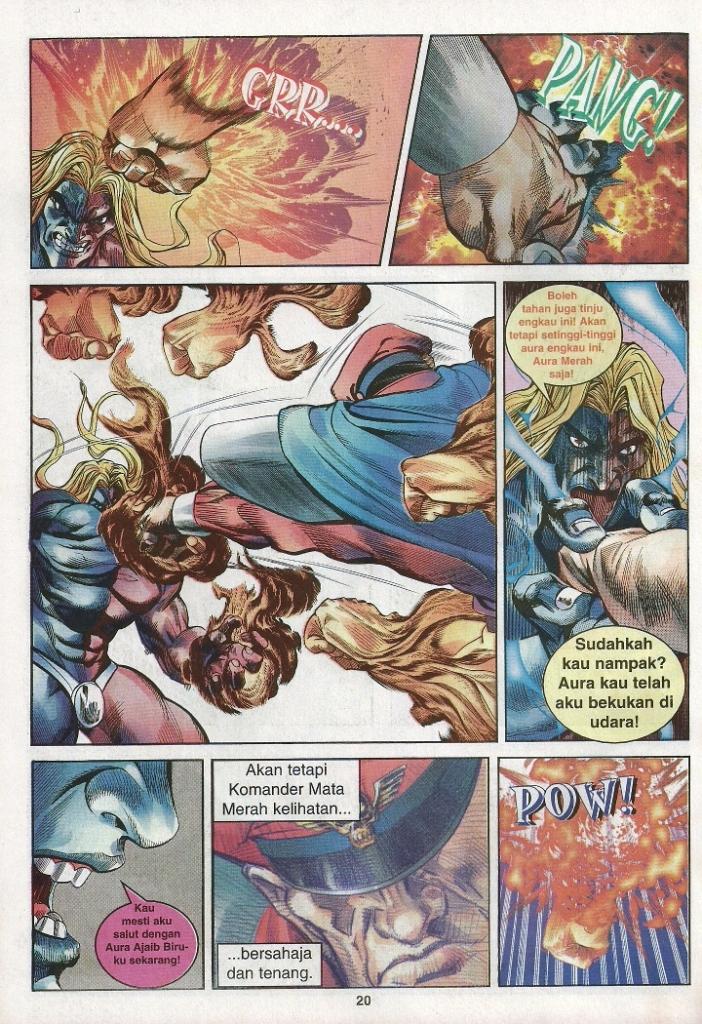 GRR....
PANG!
Boleh
tahan juga tinju
engkau ini! Akan
tetapi setinggi-tinggi
aura engkau ini,
Aura Merah
saja!
Sudahkah
kau nampak?
Aura kau telah
aku bekukan di
udara!
Kau
mesti aku
salut dengan
Aura Ajaib Biru-
ku sekarang!
Akan tetapi
Komander Mata
Merah kelihatan...
...bersahaja
dan tenang.
POW!
20